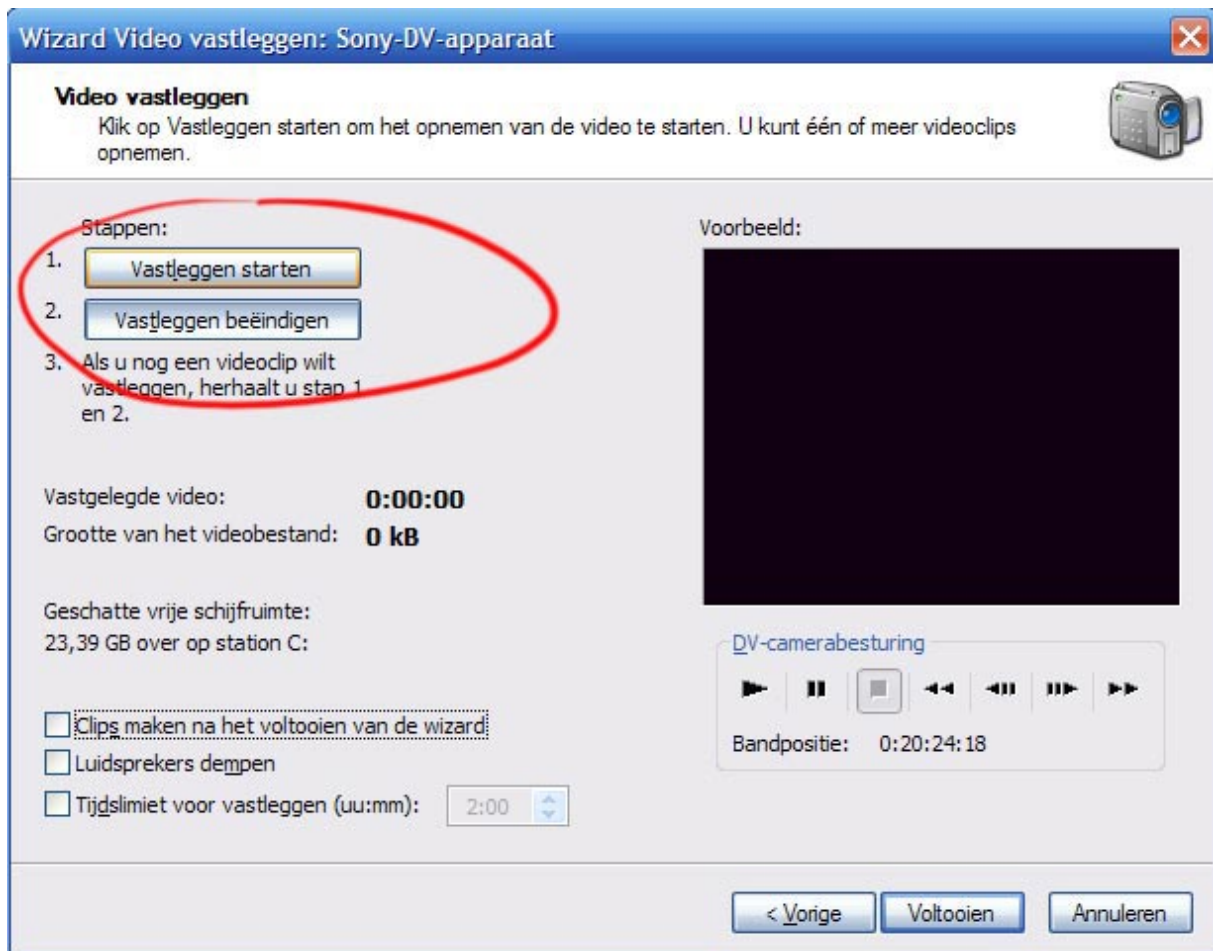 Wizard Video vastleggen: Sony-DV-apparaat
Video vastleggen
Klik op Vastleggen starten om het opnemen van de video te starten. U kunt één of meer videoclips
opnemen.
Stappen:
1. Vastleggen starten
2. Vastleggen beëindigen
3. Als u nog een videoclip wilt
vastleggen, herhaalt u stap 1
en 2.
Vastgelegde video: 0:00:00
Grootte van het videobestand: 0 kB
Geschatte vrije schijfruimte:
23,39 GB over op station C:
Clips maken na het voltooien van de wizard
Luidsprekers dempen
Tijdslimiet voor vastleggen (uu:mm): 2:00
Voorbeeld:
DV-camerabesturing
Bandpositie: 0:20:24:18
< Vorige
Voltooien
Annuleren